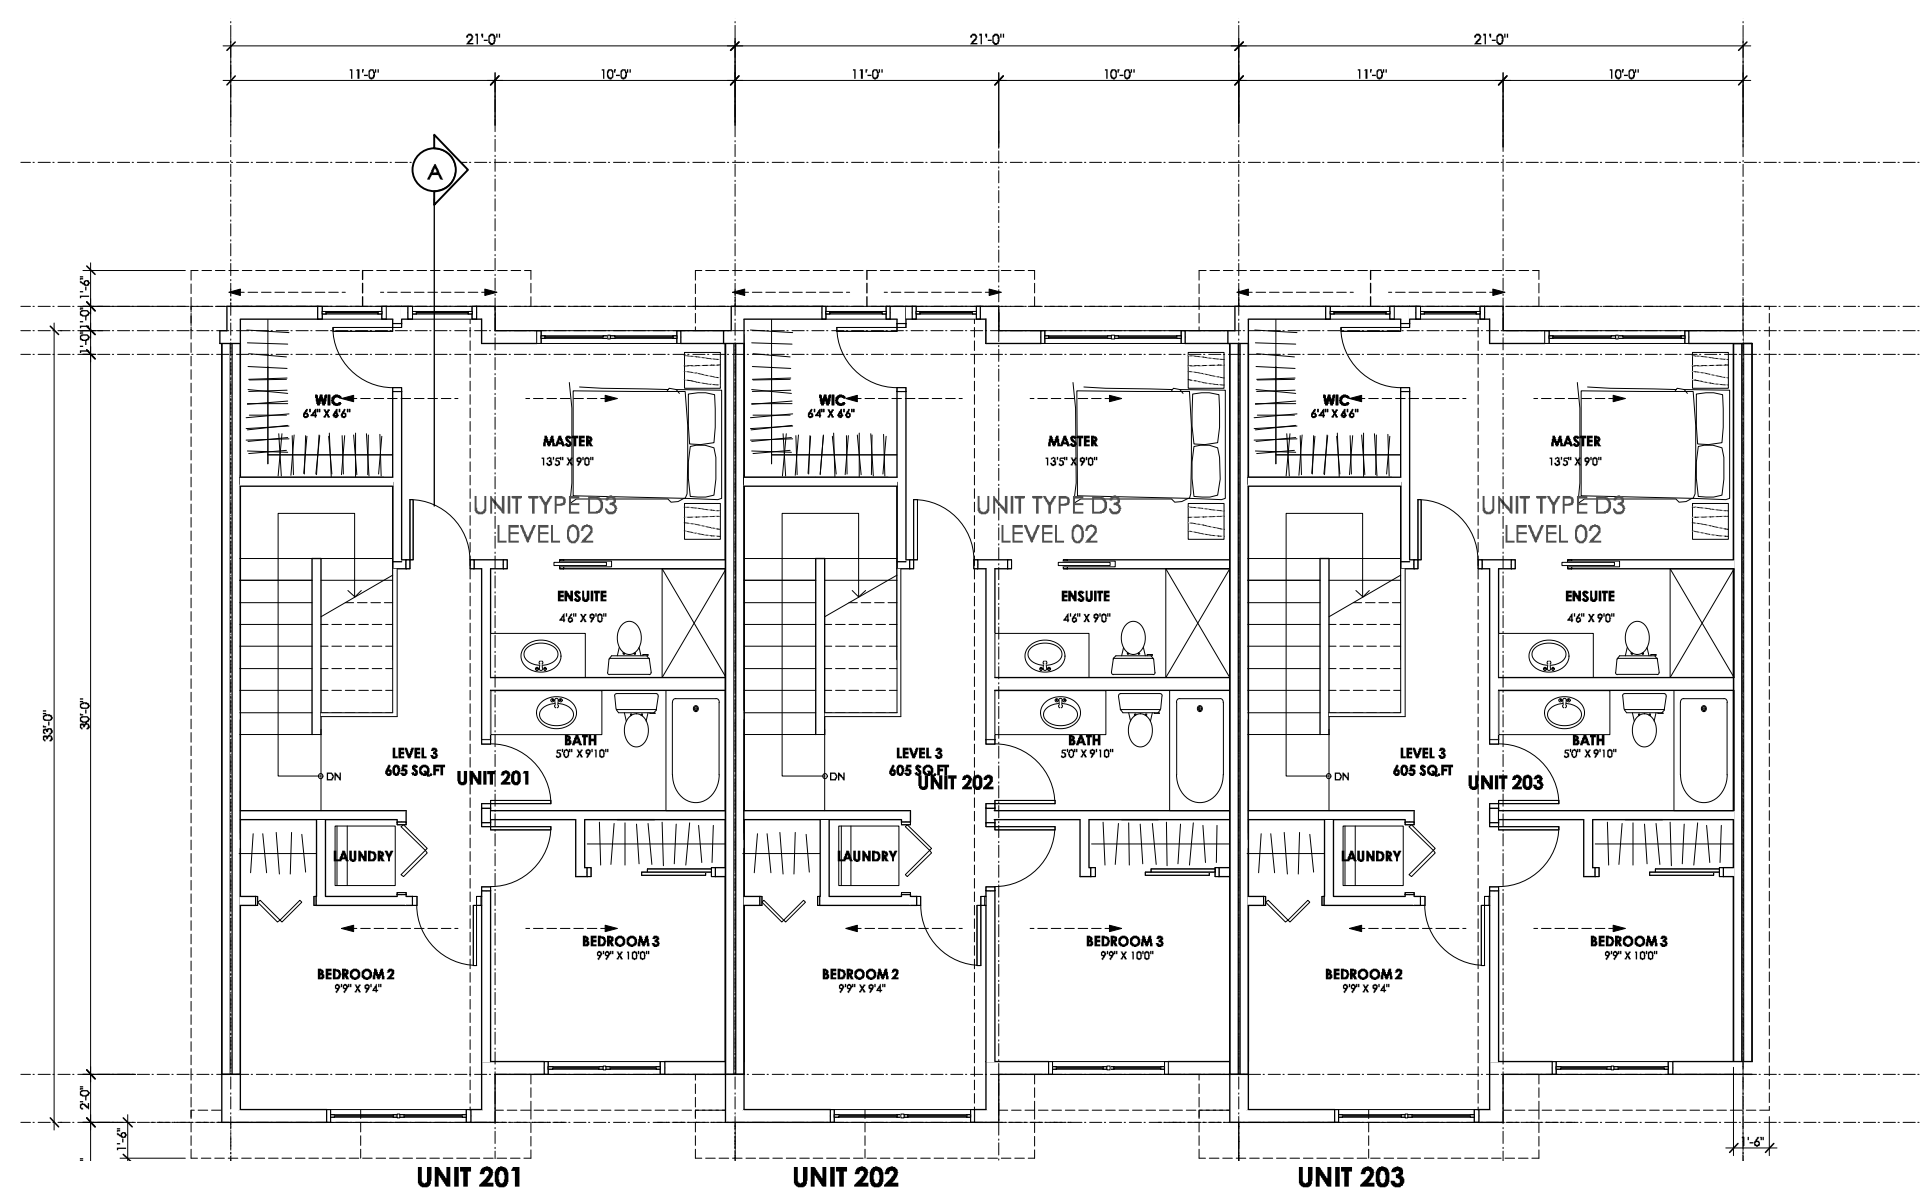 21'-0"
21'-0"
21'-0"
11'-0"
10'-0"
11'-0"
10'-0"
11'-0"
10'-0"
A
1'-6"
1'-0"
1'-0"
33'-0"
30'-0"
2'-0"
1'-6"
1'-6"
WIC
6'4" X 6'6"
MASTER
13'5" X 9'0"
UNIT TYPE D3
LEVEL 02
ENSUITE
4'6" X 9'0"
BATH
5'0" X 9'10"
LEVEL 3
605 SQ.FT
UNIT 201
DN
LAUNDRY
BEDROOM 3
9'9" X 10'0"
BEDROOM 2
9'9" X 9'4"
WIC
6'4" X 6'6"
MASTER
13'5" X 9'0"
UNIT TYPE D3
LEVEL 02
ENSUITE
4'6" X 9'0"
BATH
5'0" X 9'10"
LEVEL 3
605 SQ.FT
UNIT 202
DN
LAUNDRY
BEDROOM 3
9'9" X 10'0"
BEDROOM 2
9'9" X 9'4"
WIC
6'4" X 6'6"
MASTER
13'5" X 9'0"
UNIT TYPE D3
LEVEL 02
ENSUITE
4'6" X 9'0"
BATH
5'0" X 9'10"
LEVEL 3
605 SQ.FT
UNIT 203
DN
LAUNDRY
BEDROOM 3
9'9" X 10'0"
BEDROOM 2
9'9" X 9'4"
UNIT 201
UNIT 202
UNIT 203